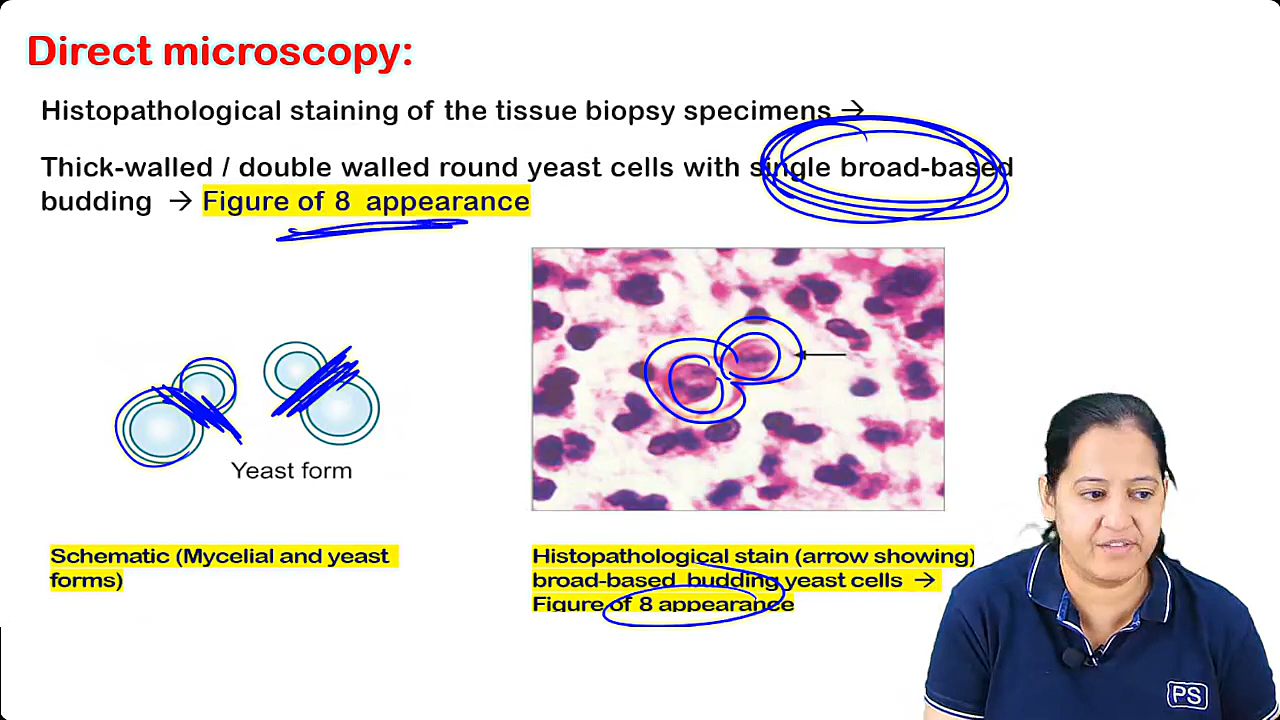 Direct microscopy:
Histopathological staining of the tissue biopsy specimens →
Thick-walled / double walled round yeast cells with single broad-based
budding → Figure of 8 appearance
Yeast form
Schematic (Mycelial and yeast
forms)
Histopathological stain (arrow showing)
broad-based budding yeast cells →
Figure of 8 appearance
PS